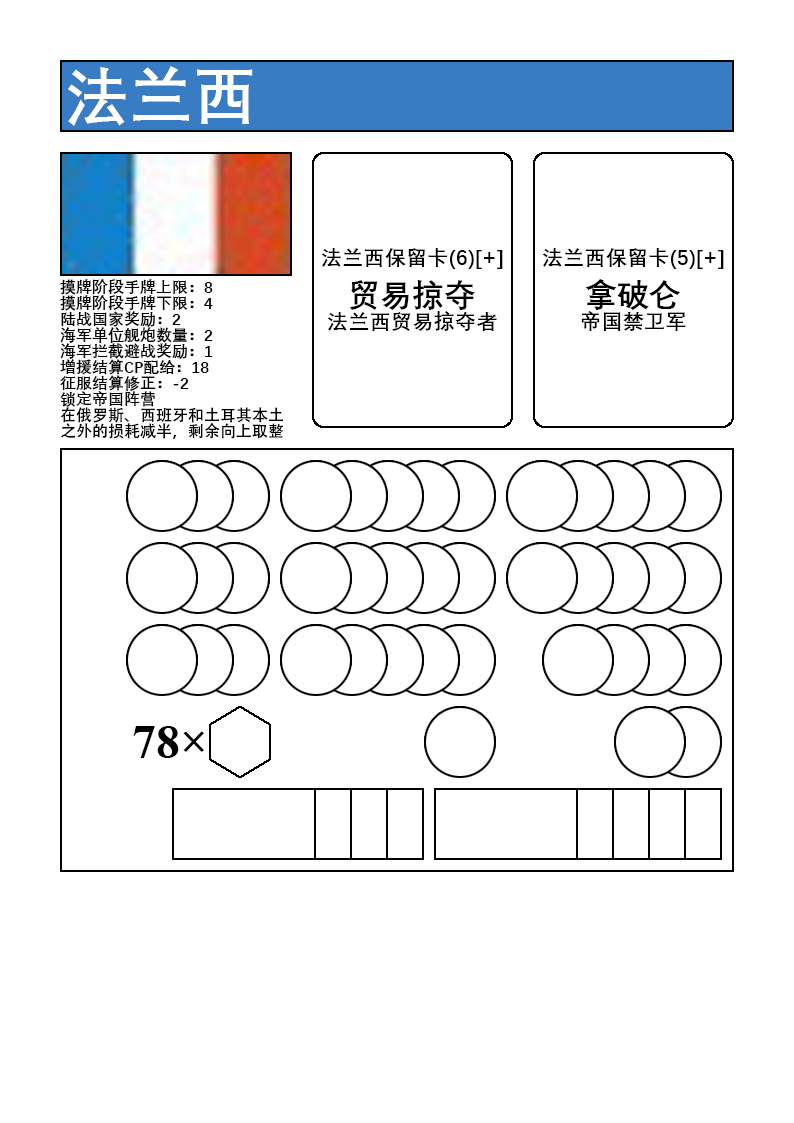 法兰西
摸牌阶段手牌上限：8
摸牌阶段手牌下限：4
陆战国家奖励：2
海军单位舰炮数量：2
海军拦截避战奖励：1
增援结算CP配给：18
征服结算修正：-2
锁定帝国阵营
在俄罗斯、西班牙和土耳其本土
之外的损耗减半，剩余向上取整
法兰西保留卡(6)[+]
贸易掠夺
法兰西贸易掠夺者
法兰西保留卡(5)[+]
拿破仑
帝国禁卫军
78×